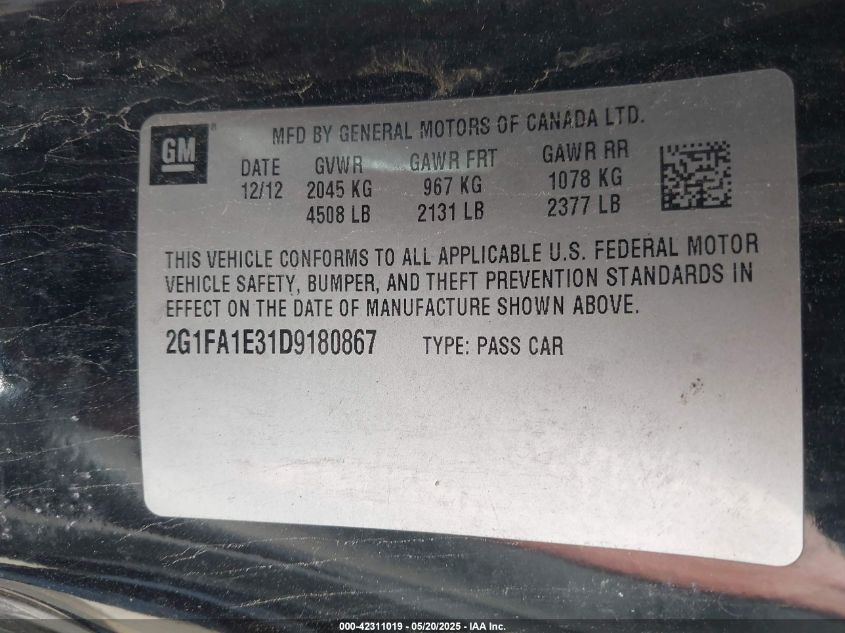 GM ®
MFD BY GENERAL MOTORS OF CANADA LTD.
DATE GVWR GAWR FRT GAWR RR
12/12 2045 KG 967 KG 1078 KG
4508 LB 2131 LB 2377 LB
THIS VEHICLE CONFORMS TO ALL APPLICABLE U.S. FEDERAL MOTOR
VEHICLE SAFETY, BUMPER, AND THEFT PREVENTION STANDARDS IN
EFFECT ON THE DATE OF MANUFACTURE SHOWN ABOVE.
2G1FA1E31D9180867 TYPE: PASS CAR
000-42311019 — 05/20/2025 — IAA Inc.